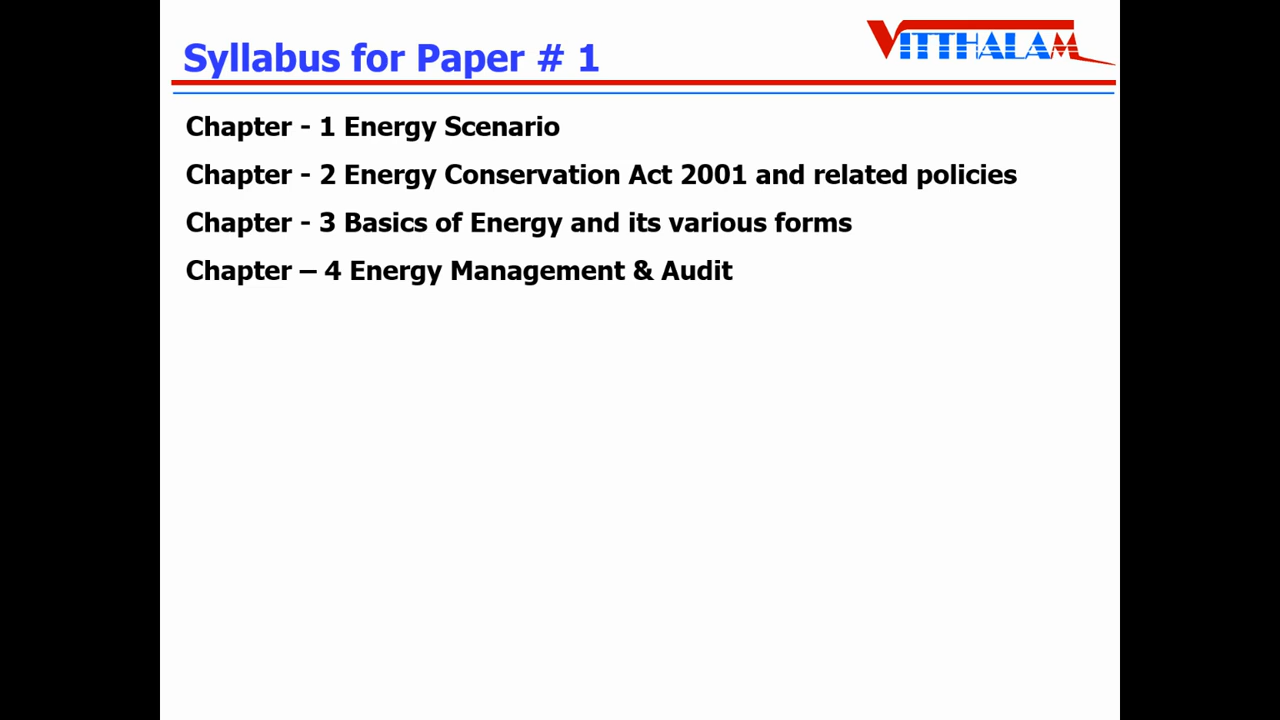 Syllabus for Paper # 1
VITTHALAM
Chapter - 1 Energy Scenario
Chapter - 2 Energy Conservation Act 2001 and related policies
Chapter - 3 Basics of Energy and its various forms
Chapter – 4 Energy Management & Audit